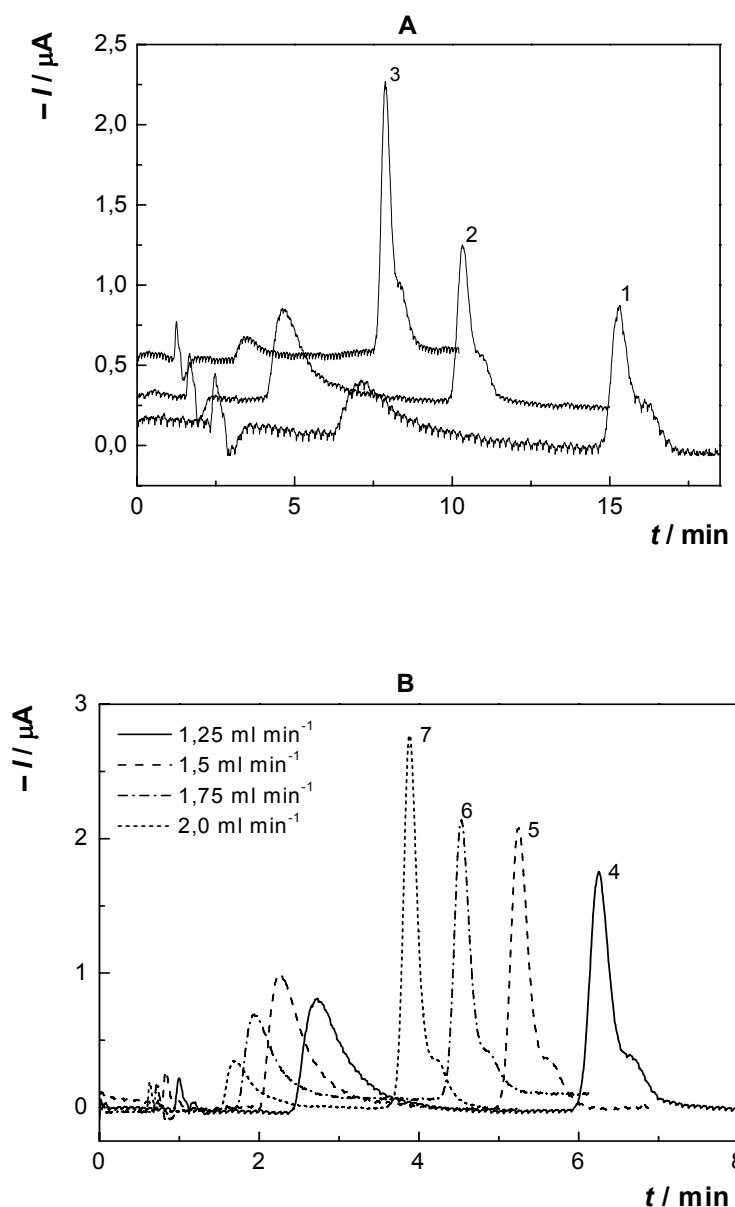 A
– I / µA
2,5
2,0
1,5
1,0
0,5
0,0
3
2
1
0 5 10 15
t / min
B
– I / µA
3
2
1
0
1,25 ml min⁻¹
1,5 ml min⁻¹
1,75 ml min⁻¹
2,0 ml min⁻¹
7
6
5
4
0 2 4 6 8
t / min